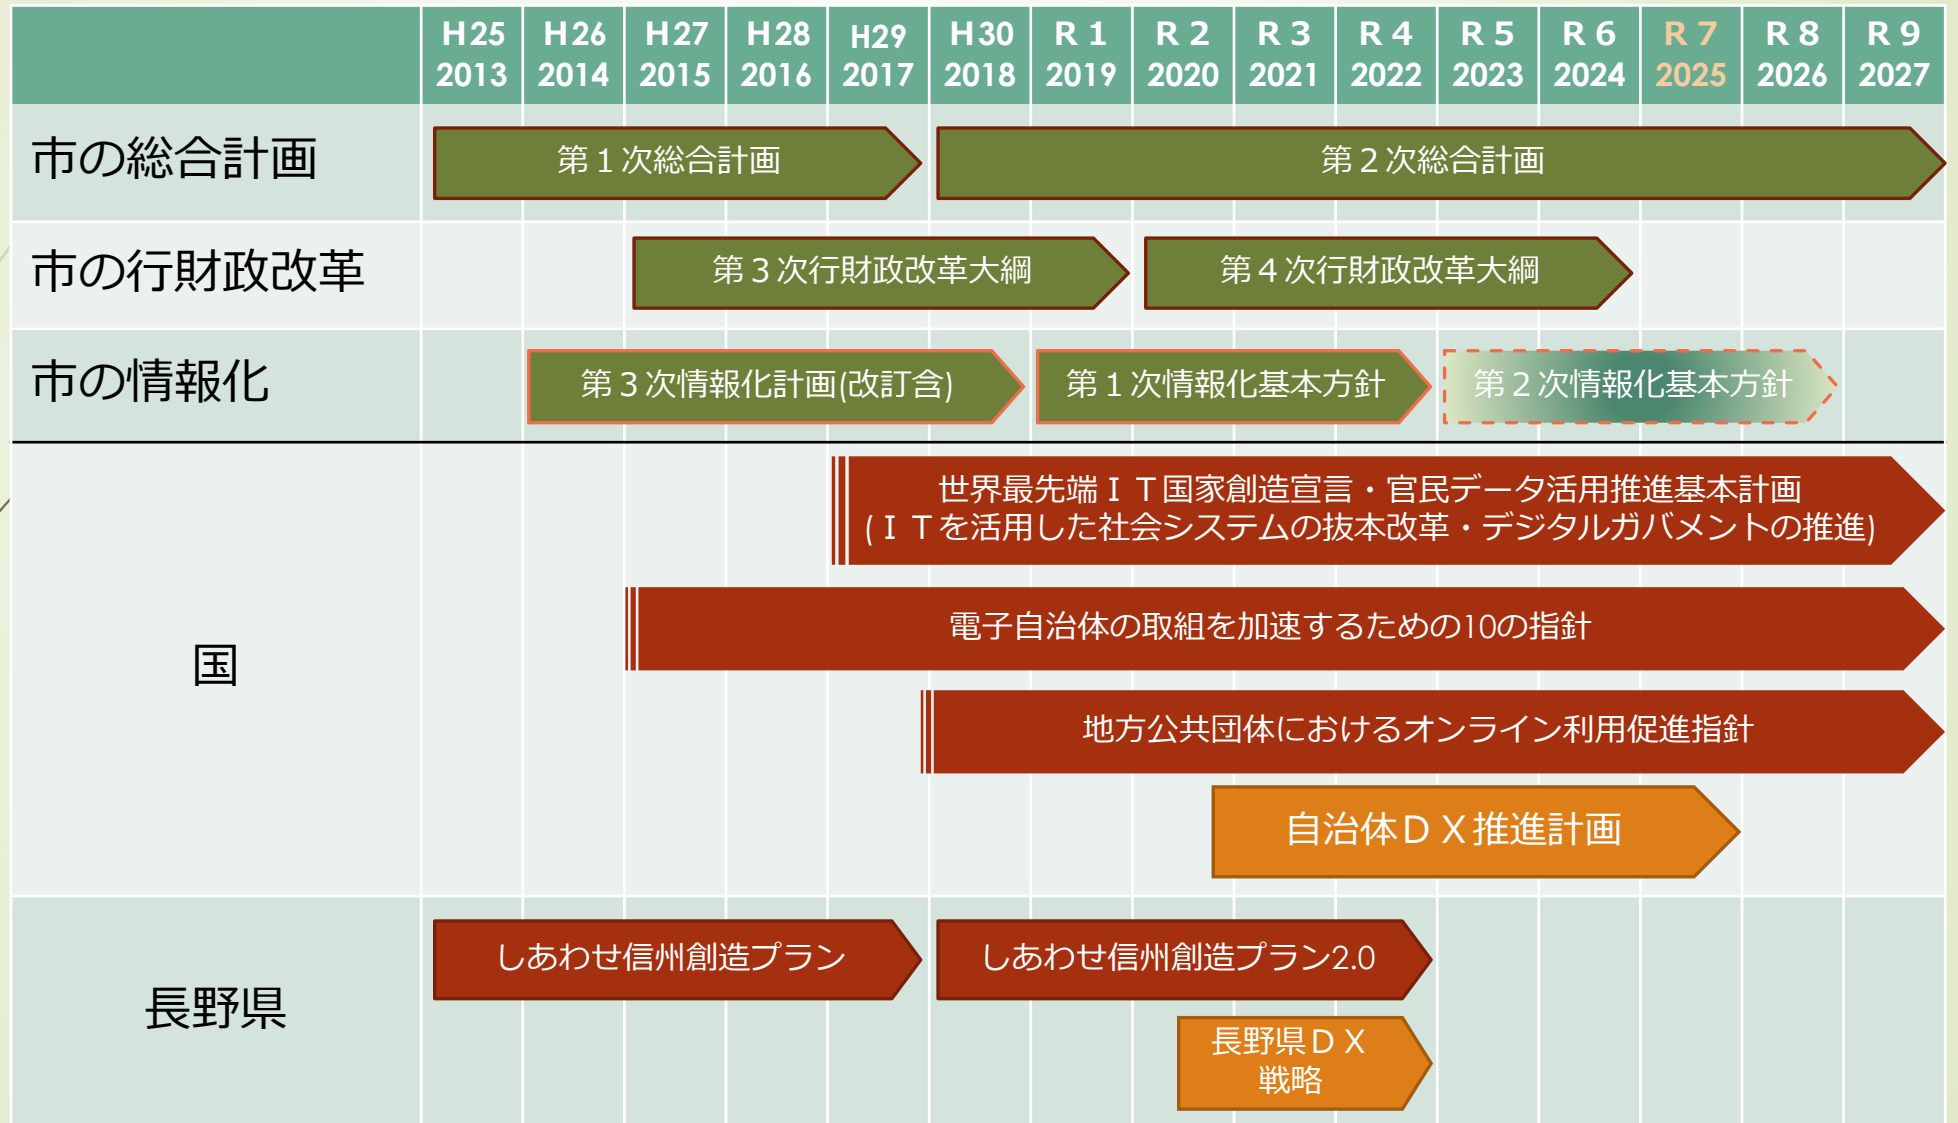 H25 H26 H27 H28 H29 H30 R 1 R 2 R 3 R 4 R 5 R 6 R 7 R 8 R 9
2013 2014 2015 2016 2017 2018 2019 2020 2021 2022 2023 2024 2025 2026 2027
市の総合計画
第1次総合計画
第2次総合計画
市の行財政改革
第3次行財政改革大綱
第4次行財政改革大綱
市の情報化
第3次情報化計画(改訂含)
第1次情報化基本方針
第2次情報化基本方針
国
世界最先端IT国家創造宣言・官民データ活用推進基本計画
(ITを活用した社会システムの抜本改革・デジタルガバメントの推進)
電子自治体の取組を加速するための10の指針
地方公共団体におけるオンライン利用促進指針
自治体DX推進計画
長野県
しあわせ信州創造プラン
しあわせ信州創造プラン2.0
長野県DX
戦略